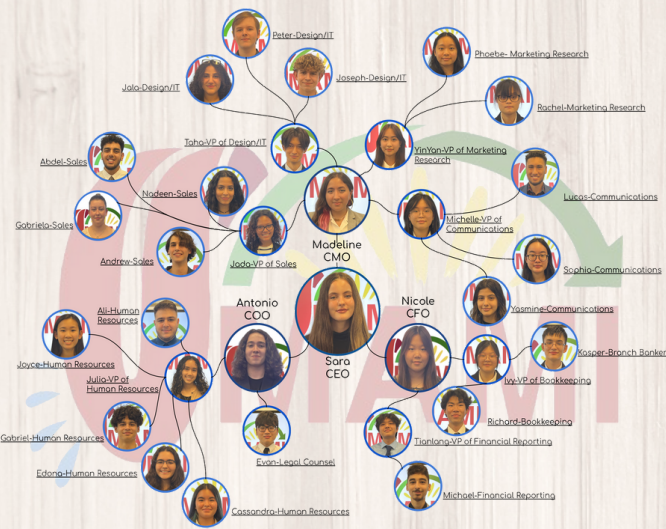 Peter-Design/IT
Phoebe- Marketing Research
Jala-Design/IT
Joseph-Design/IT
Rachel-Marketing Research
Taha-VP of Design/IT
YinYan-VP of Marketing
Research
Abdel-Sales
Nadeen-Sales
Lucas-Communications
Gabriela-Sales
Michelle-VP of
Communications
Andrew-Sales
Jada-VP of Sales
Madeline
CMO
Sophia-Communications
Yasmine-Communications
Ali-Human
Resources
Antonio
COO
Nicole
CFO
Joyce-Human Resources
Sara
CEO
Kasper-Branch Banker
Julia-VP of
Human Resources
Ivy-VP of Bookkeeping
Richard-Bookkeeping
Gabriel-Human Resources
Tianlang-VP of Financial Reporting
Evan-Legal Counsel
Edona-Human Resources
Michael-Financial Reporting
Cassandra-Human Resources
UMAMI